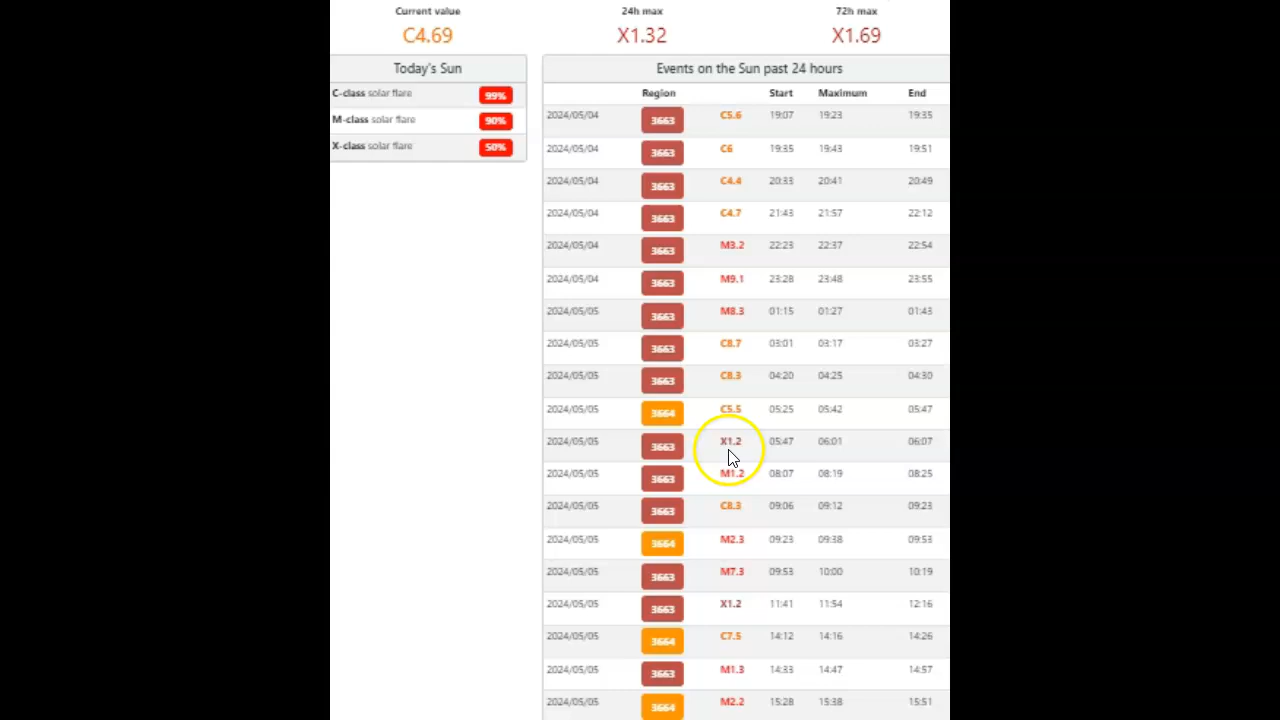 Current value 24h max 72h max
C4.69 X1.32 X1.69
Today's Sun Events on the Sun past 24 hours
C-class solar flare 99%
M-class solar flare 90%
X-class solar flare 50%
Region Start Maximum End
2024/05/04 3663 C5.6 19:07 19:23 19:35
2024/05/04 3663 C6 19:35 19:43 19:51
2024/05/04 3663 C4.4 20:33 20:41 20:49
2024/05/04 3663 C4.7 21:43 21:57 22:12
2024/05/04 3663 M3.2 22:23 22:37 22:54
2024/05/04 3663 M9.1 23:28 23:48 23:55
2024/05/05 3663 M8.3 01:15 01:27 01:43
2024/05/05 3663 C8.7 03:01 03:17 03:27
2024/05/05 3663 C8.3 04:20 04:25 04:30
2024/05/05 3664 C5.5 05:25 05:42 05:47
2024/05/05 3663 X1.2 05:47 06:01 06:07
2024/05/05 3663 M1.2 08:07 08:19 08:25
2024/05/05 3663 C8.3 09:06 09:12 09:23
2024/05/05 3664 M2.3 09:23 09:38 09:53
2024/05/05 3663 M7.3 09:53 10:00 10:19
2024/05/05 3663 X1.2 11:41 11:54 12:16
2024/05/05 3664 C7.5 14:12 14:16 14:26
2024/05/05 3663 M1.3 14:33 14:47 14:57
2024/05/05 3664 M2.2 15:28 15:38 15:51